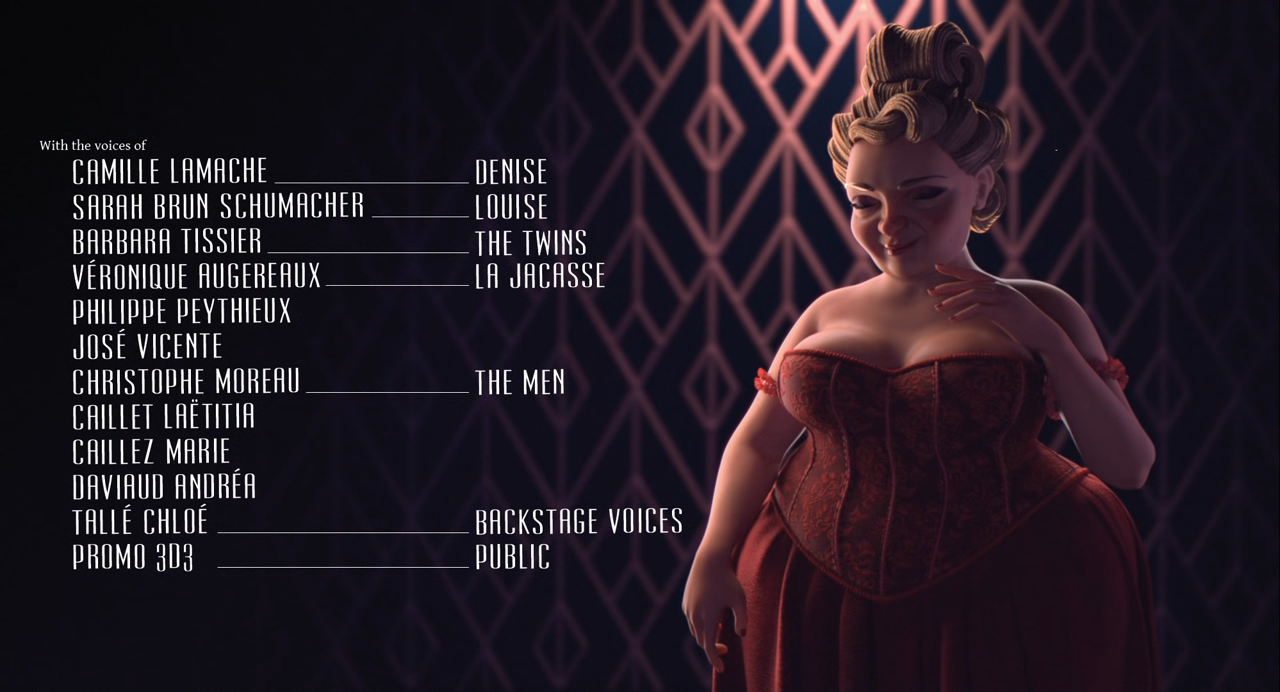 With the voices of
CAMILLE LAMACHE DENISE
SARAH BRUN SCHUMACHER LOUISE
BARBARA TISSIER THE TWINS
VÉRONIQUE AUGEREAUX LA JACASSE
PHILIPPE PEYTHIEUX
JOSÉ VICENTE
CHRISTOPHE MOREAU THE MEN
CAILLET LAËTITIA
CAILLEZ MARIE
DAVIAUD ANDRÉA
TALLÉ CHLOÉ BACKSTAGE VOICES
PROMO 3D3 PUBLIC